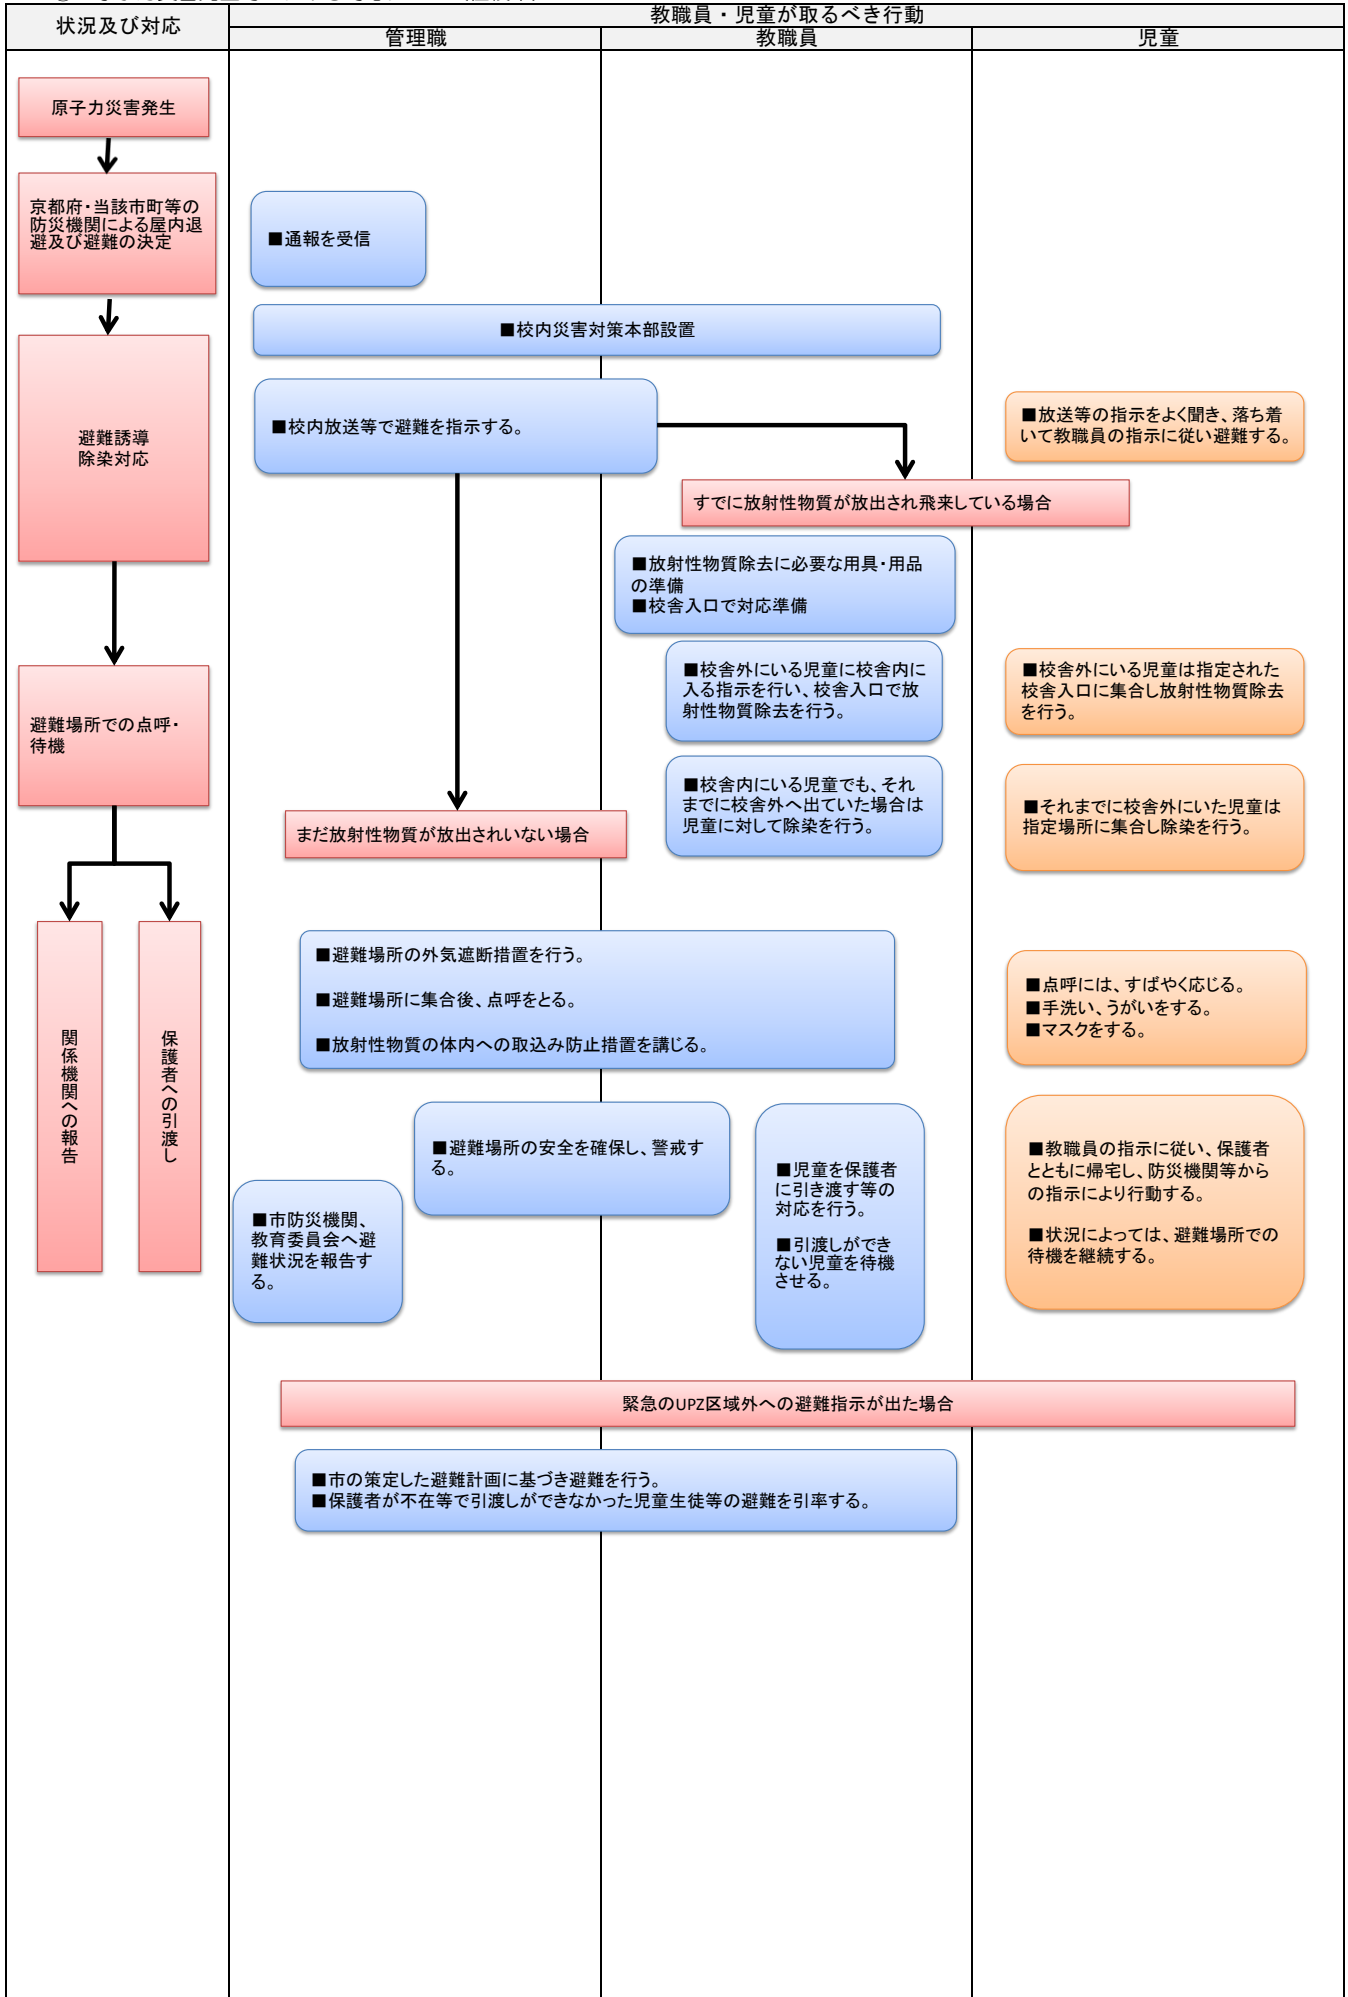 状況及び対応
教職員・児童が取るべき行動
管理職
教職員
児童
原子力災害発生
京都府・当該市町等の
防災機関による屋内退
避及び避難の決定
■通報を受信
■校内災害対策本部設置
避難誘導
除染対応
■校内放送等で避難を指示する。
■放送等の指示をよく聞き、落ち着
いて教職員の指示に従い避難する。
すでに放射性物質が放出され飛来している場合
■放射性物質除去に必要な用具・用品
の準備
■校舎入口で対応準備
■校舎外にいる児童に校舎内に
入る指示を行い、校舎入口で放
射性物質除去を行う。
■校舎外にいる児童は指定された
校舎入口に集合し放射性物質除去
を行う。
避難場所での点呼・
待機
■校舎内にいる児童でも、それ
までに校舎外へ出ていた場合は
児童に対して除染を行う。
■それまでに校舎外にいた児童は
指定場所に集合し除染を行う。
まだ放射性物質が放出されいない場合
関係機関への報告
保護者への引渡し
■避難場所の外気遮断措置を行う。
■避難場所に集合後、点呼をとる。
■放射性物質の体内への取込み防止措置を講じる。
■点呼には、すばやく応じる。
■手洗い、うがいをする。
■マスクをする。
■避難場所の安全を確保し、警戒す
る。
■市防災機関、
教育委員会へ避
難状況を報告す
る。
■児童を保護者
に引き渡す等の
対応を行う。
■引渡しができ
ない児童を待機
させる。
■教職員の指示に従い、保護者
とともに帰宅し、防災機関等から
の指示により行動する。
■状況によっては、避難場所での
待機を継続する。
緊急のUPZ区域外への避難指示が出た場合
■市の策定した避難計画に基づき避難を行う。
■保護者が不在等で引渡しができなかった児童生徒等の避難を引率する。